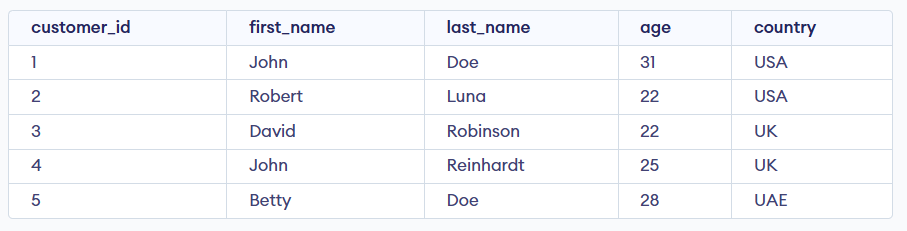 customer_id first_name last_name age country
1 John Doe 31 USA
2 Robert Luna 22 USA
3 David Robinson 22 UK
4 John Reinhardt 25 UK
5 Betty Doe 28 UAE